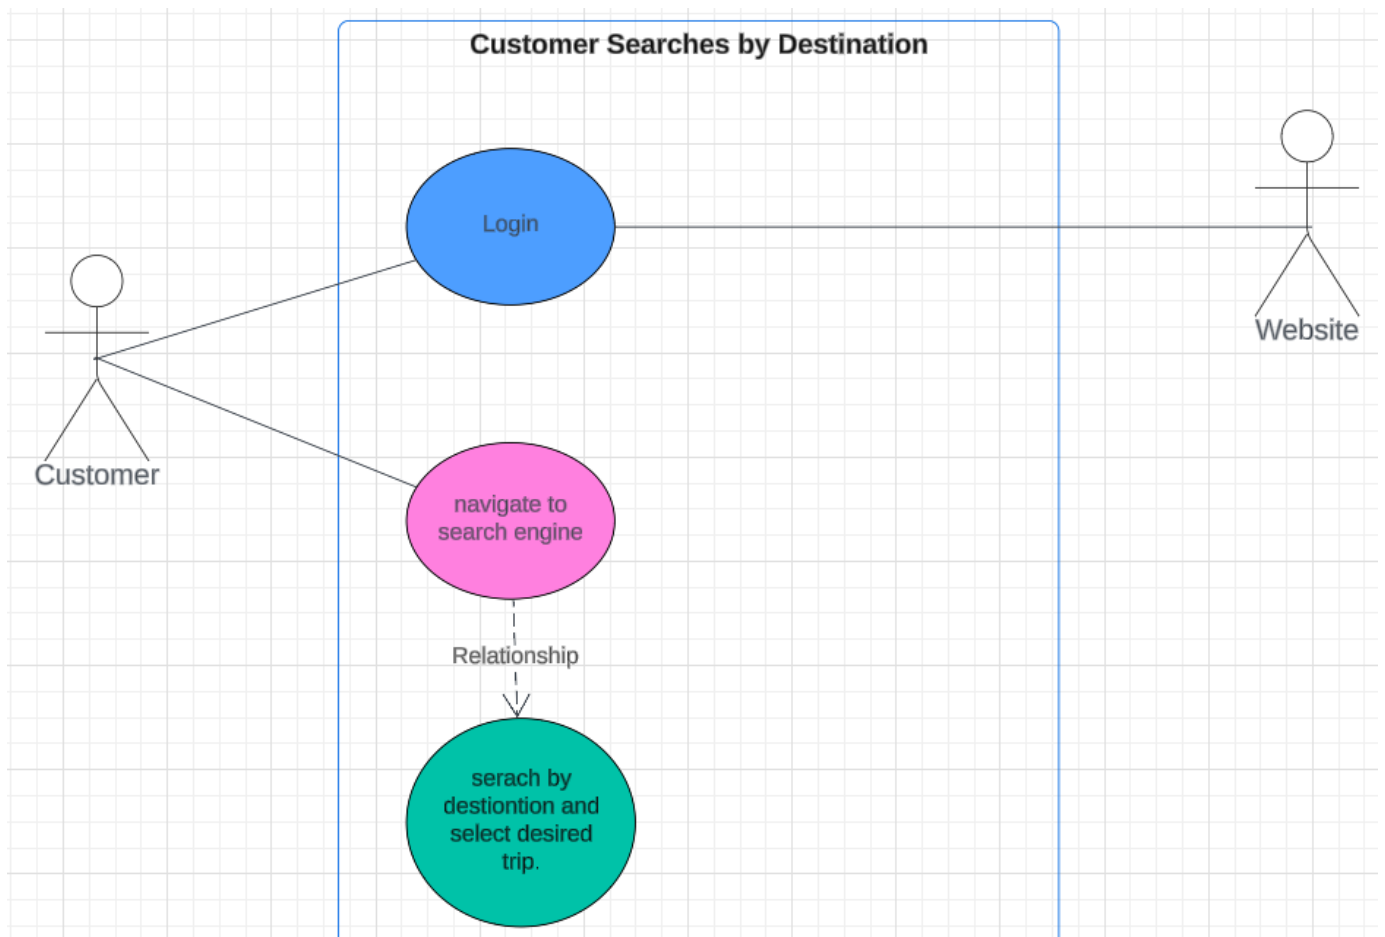 Customer Searches by Destination
Login
Website
Customer
navigate to
search engine
Relationship
serach by
destiontion and
select desired
trip.